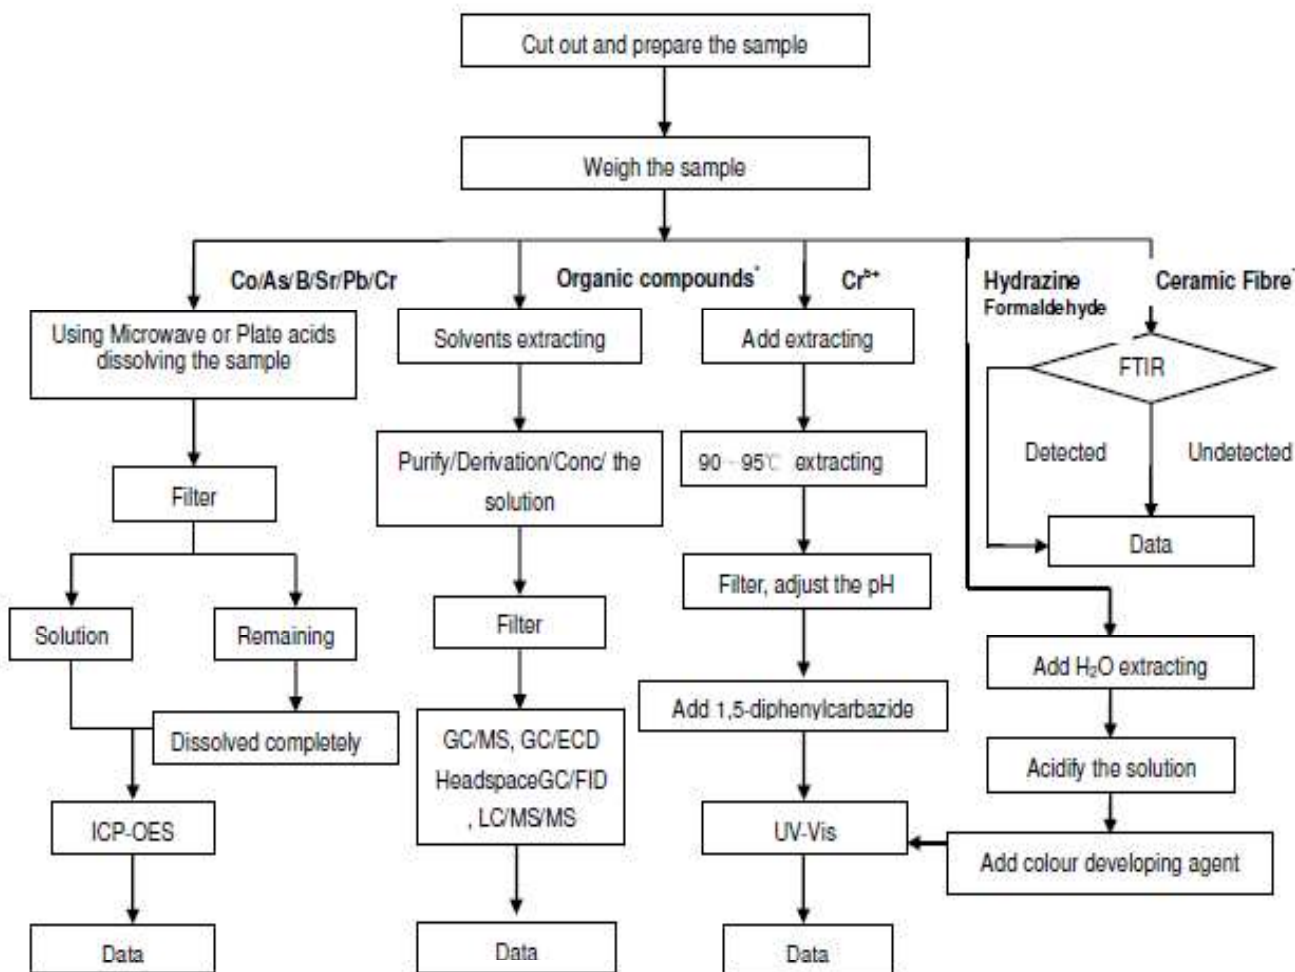 Cut out and prepare the sample
Weigh the sample
Co/As/B/Sr/Pb/Cr
Organic compounds*
Cr⁶⁺
Hydrazine
Formaldehyde
Ceramic Fibre*
Using Microwave or Plate acids
dissolving the sample
Solvents extracting
Add extracting
FTIR
Detected
Undetected
Filter
Purify/Derivation/Conc/ the
solution
90~95℃ extracting
Data
Solution
Remaining
Filter
Filter, adjust the pH
Add H₂O extracting
Dissolved completely
GC/MS, GC/ECD
HeadspaceGC/FID
, LC/MS/MS
Add 1,5-diphenylcarbazide
Acidify the solution
ICP-OES
UV-Vis
Add colour developing agent
Data
Data
Data